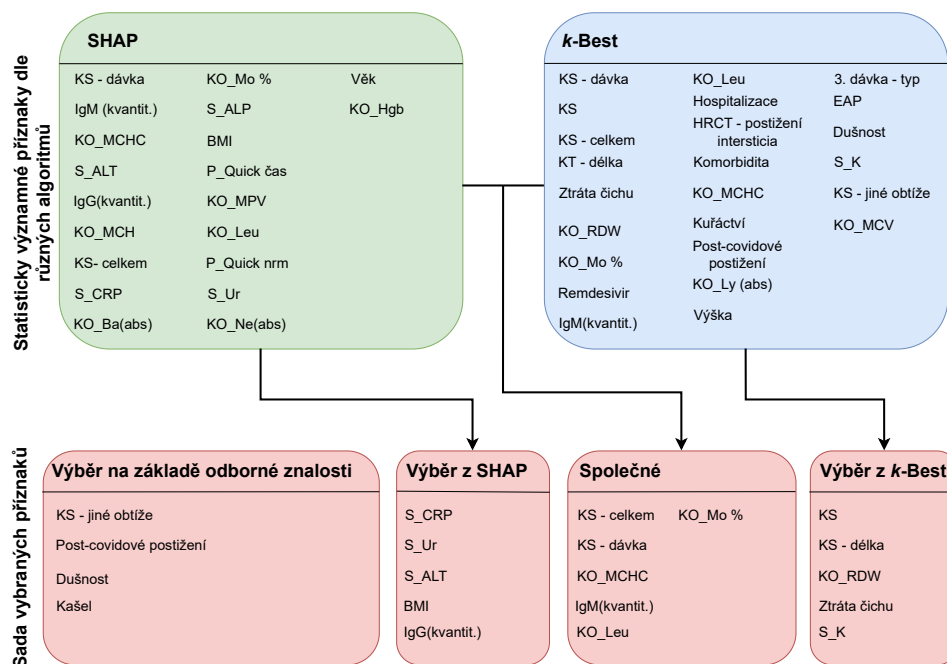 Statisticky významné příznaky dle
různých algoritmů
SHAP
KS - dávka
IgM (kvantit.)
KO_MCHC
S_ALT
IgG(kvantit.)
KO_MCH
KS- celkem
S_CRP
KO_Ba(abs)
KO_Mo %
S_ALP
BMI
P_Quick čas
KO_MPV
KO_Leu
P_Quick nrm
S_Ur
KO_Ne(abs)
Věk
KO_Hgb
k-Best
KS - dávka
KS
KS - celkem
KT - délka
Ztráta čichu
KO_RDW
KO_Mo %
Remdesivir
IgM(kvantit.)
KO_Leu
Hospitalizace
HRCT - postižení
intersticia
Komorbidita
KO_MCHC
Kuřáctví
Post-covidové
postižení
KO_Ly (abs)
Výška
3. dávka - typ
EAP
Dušnost
S_K
KS - jiné obtíže
KO_MCV
Sada vybraných příznaků
Výběr na základě odborné znalosti
KS - jiné obtíže
Post-covidové postižení
Dušnost
Kašel
Výběr z SHAP
S_CRP
S_Ur
S_ALT
BMI
IgG(kvantit.)
Společné
KS - celkem
KS - dávka
KO_MCHC
IgM(kvantit.)
KO_Leu
KO_Mo %
Výběr z k-Best
KS
KS - délka
KO_RDW
Ztráta čichu
S_K